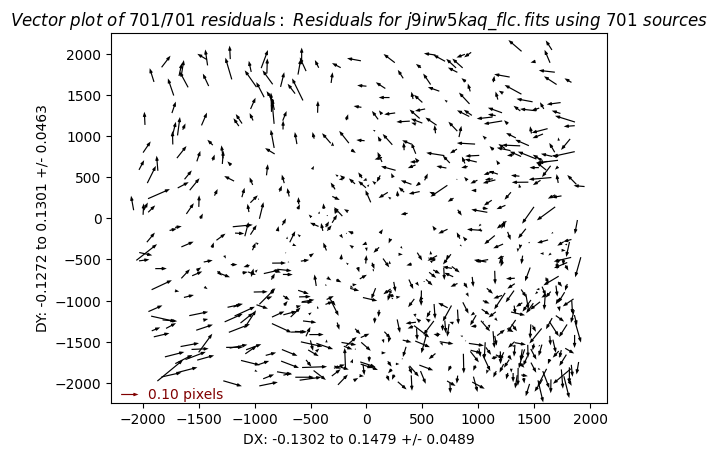 Vector plot of 701/701 residuals: Residuals for j9irw5kaq_flc.fits using 701 sources
2000
1500
1000
500
0
−500
−1000
−1500
−2000
DY: -0.1272 to 0.1301 +/- 0.0463
0.10 pixels
−2000 −1500 −1000 −500 0 500 1000 1500 2000
DX: -0.1302 to 0.1479 +/- 0.0489